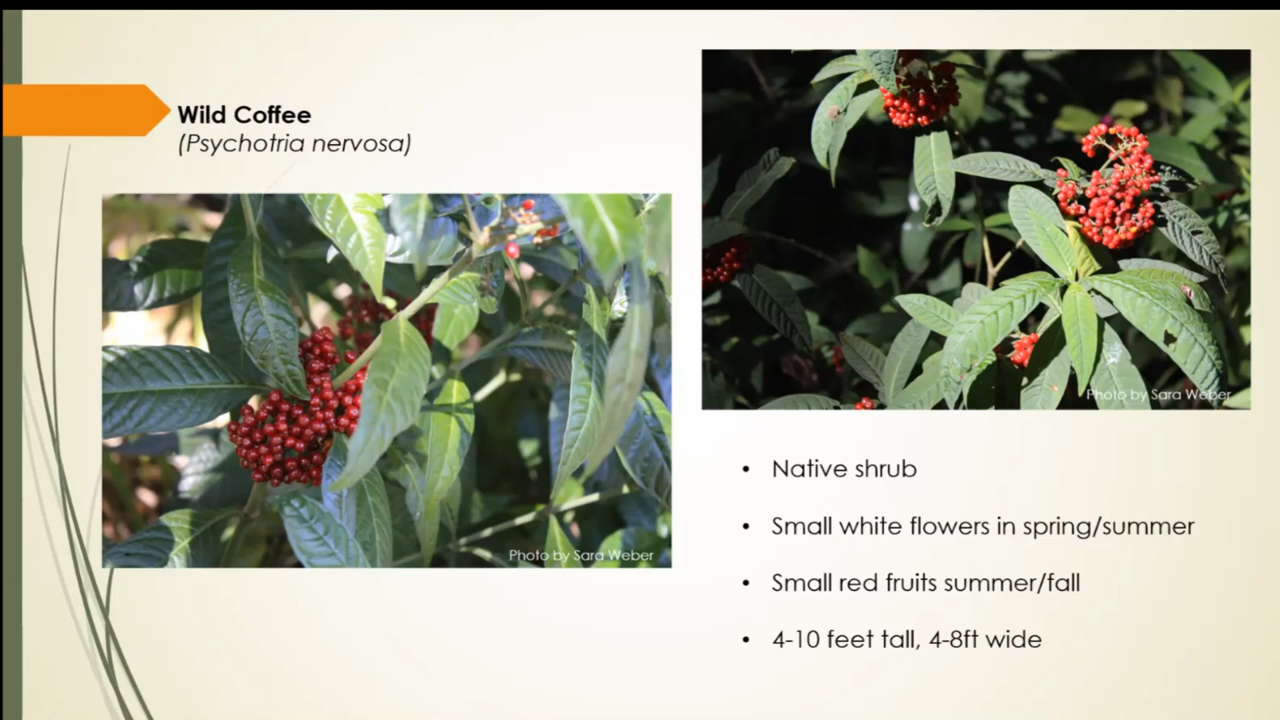 Wild Coffee
(Psychotria nervosa)
Photo by Sara Weber
Photo by Sara Weber
• Native shrub
• Small white flowers in spring/summer
• Small red fruits summer/fall
• 4-10 feet tall, 4-8ft wide